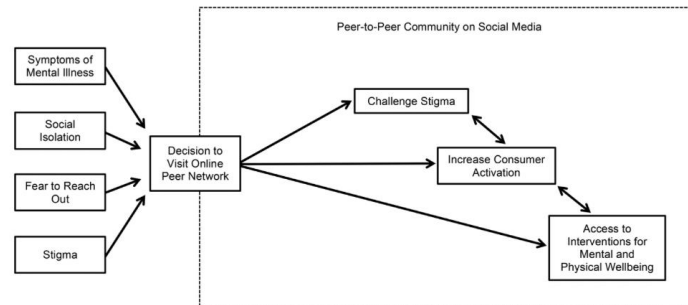 Peer-to-Peer Community on Social Media
Symptoms of
Mental Illness
Social
Isolation
Fear to Reach
Out
Stigma
Decision to
Visit Online
Peer Network
Challenge Stigma
Increase Consumer
Activation
Access to
Interventions for
Mental and
Physical Wellbeing